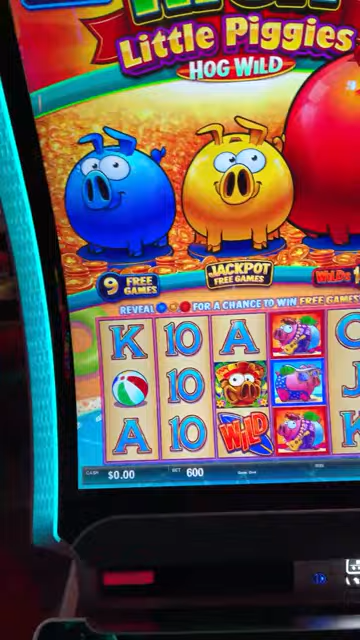 Little Piggies
HOG WILD
9 FREE GAMES
JACKPOT
FREE GAMES
WILDS
REVEAL FOR A CHANCE TO WIN FREE GAMES
K 10 A
10 J
A 10 WILD K
CASH $0.00 BET 600